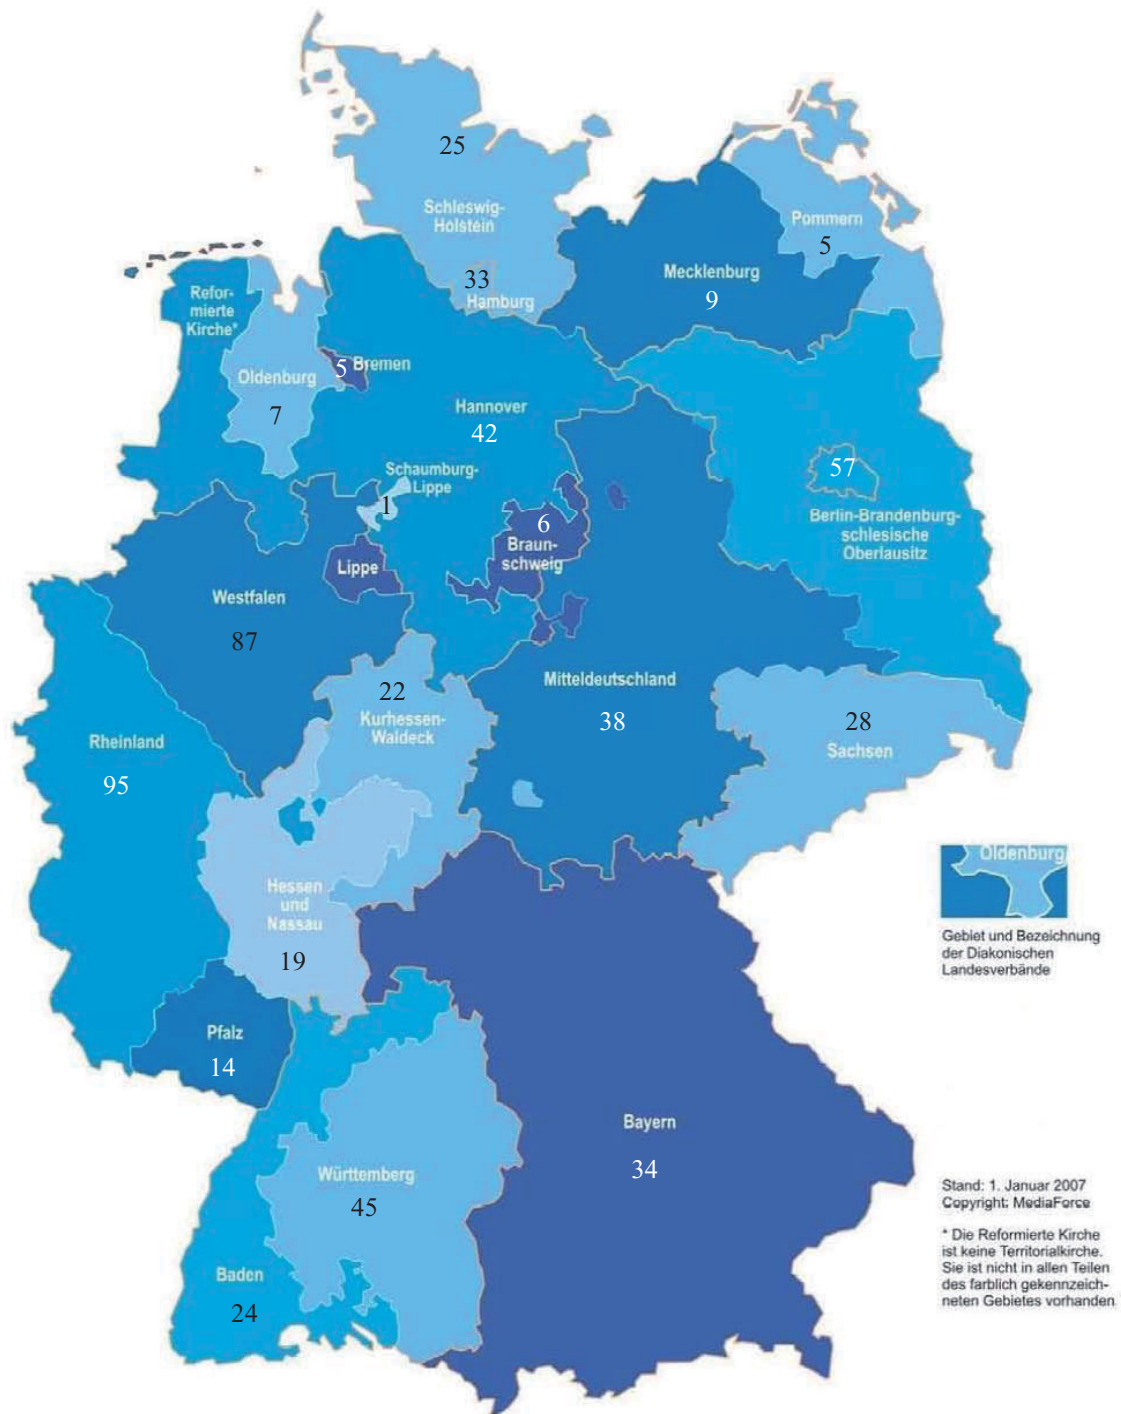 25
Schleswig-
Holstein
33
Hamburg
Pommern
5
Mecklenburg
9
Refor-
mierte
Kirche*
Oldenburg
7
5 Bremen
Hannover
42
Schaumburg-
Lippe
1
57
Berlin-Brandenburg-
schlesische
Oberlausitz
6
Braun-
schweig
Lippe
Westfalen
87
Mitteldeutschland
38
22
Kurhessen-
Waldeck
28
Sachsen
Rheinland
95
Hessen
und
Nassau
19
Pfalz
14
Bayern
34
Württemberg
45
Baden
24
Oldenburg
Gebiet und Bezeichnung
der Diakonischen
Landesverbände
Stand: 1. Januar 2007
Copyright: MediaForce
* Die Reformierte Kirche
ist keine Territorialkirche.
Sie ist nicht in allen Teilen
des farblich gekennzeich-
neten Gebietes vorhanden